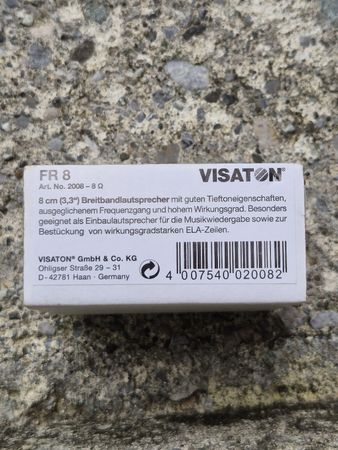 FR 8
VISATON®
Art. No. 2008 – 8 Ω
8 cm (3,3“) Breitbandlautsprecher mit guten Tieftoneigenschaften,
ausgeglichenem Frequenzgang und hohem Wirkungsgrad. Besonders
geeignet als Einbaulautsprecher für die Musikwiedergabe sowie zur
Bestückung von wirkungsgradstarken ELA-Zeilen.
VISATON® GmbH & Co. KG
Ohligser Straße 29 – 31
D - 42781 Haan · Germany
4 007540 020082